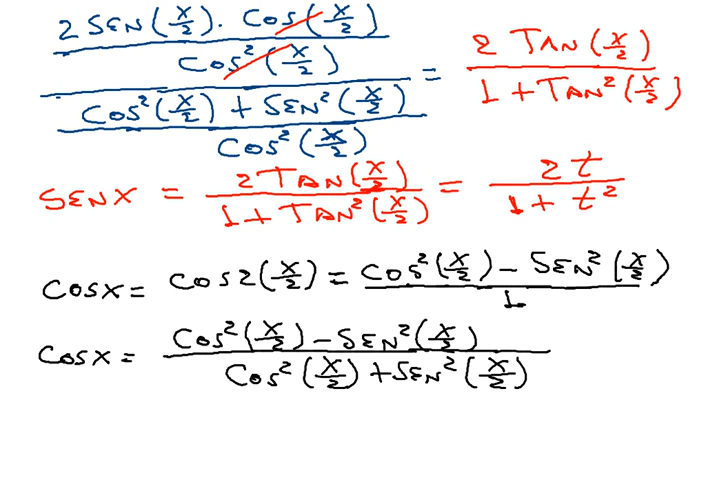 2 SEN(x/2) · Cos(x/2)
Cos²(x/2)
Cos²(x/2) + SEN²(x/2)
Cos²(x/2)
= 2 TAN(x/2) / 1 + TAN²(x/2)
SENX = 2 TAN(x/2) / 1 + TAN²(x/2) = 2t / 1 + t²
COSX = COS2(x/2) = COS²(x/2) - SEN²(x/2) / 1
COSX = COS²(x/2) - SEN²(x/2) / COS²(x/2) + SEN²(x/2)